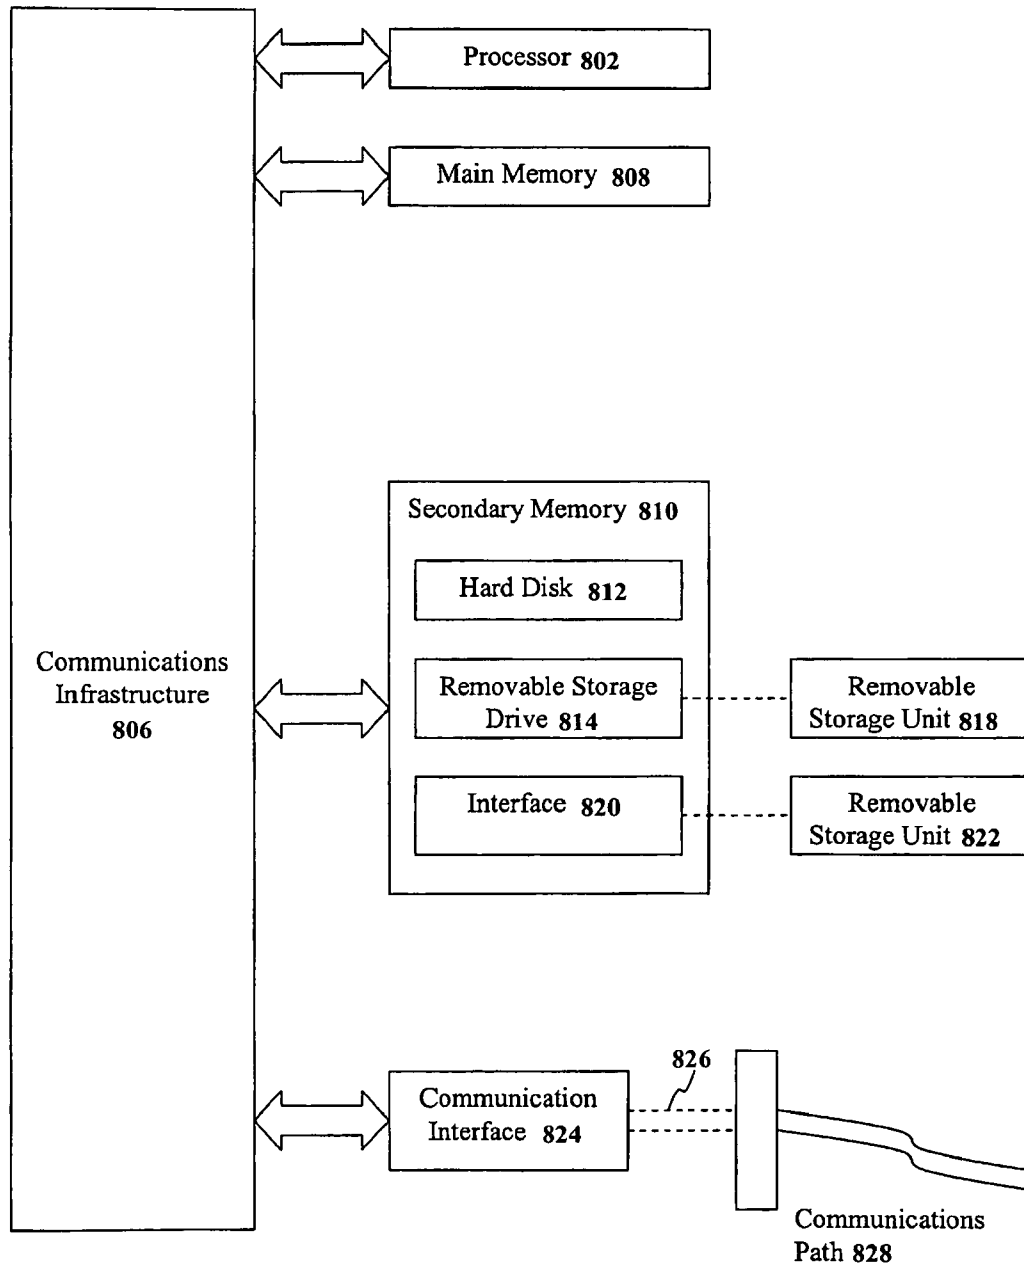 Processor 802
Main Memory 808
Secondary Memory 810
Hard Disk 812
Communications
Infrastructure
806
Removable Storage
Drive 814
Removable
Storage Unit 818
Interface 820
Removable
Storage Unit 822
826
Communication
Interface 824
Communications
Path 828